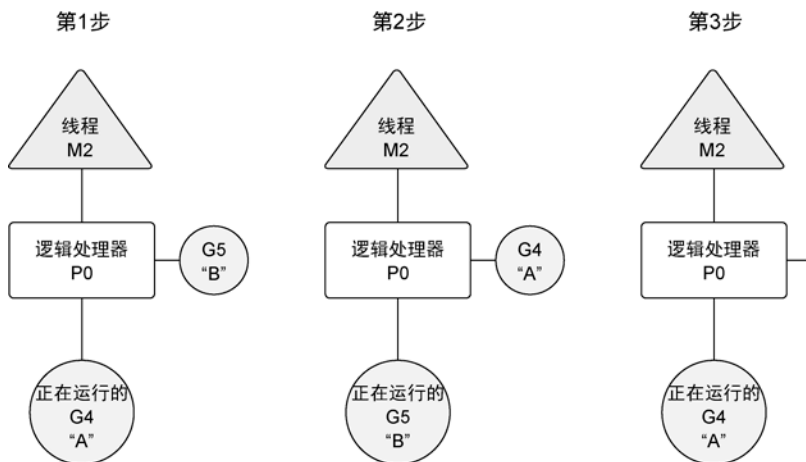 第1步
第2步
第3步
线程
M2
线程
M2
线程
M2
逻辑处理器
P0
G5
“B”
逻辑处理器
P0
G4
“A”
逻辑处理器
P0
正在运行的
G4
“A”
正在运行的
G5
“B”
正在运行的
G4
“A”